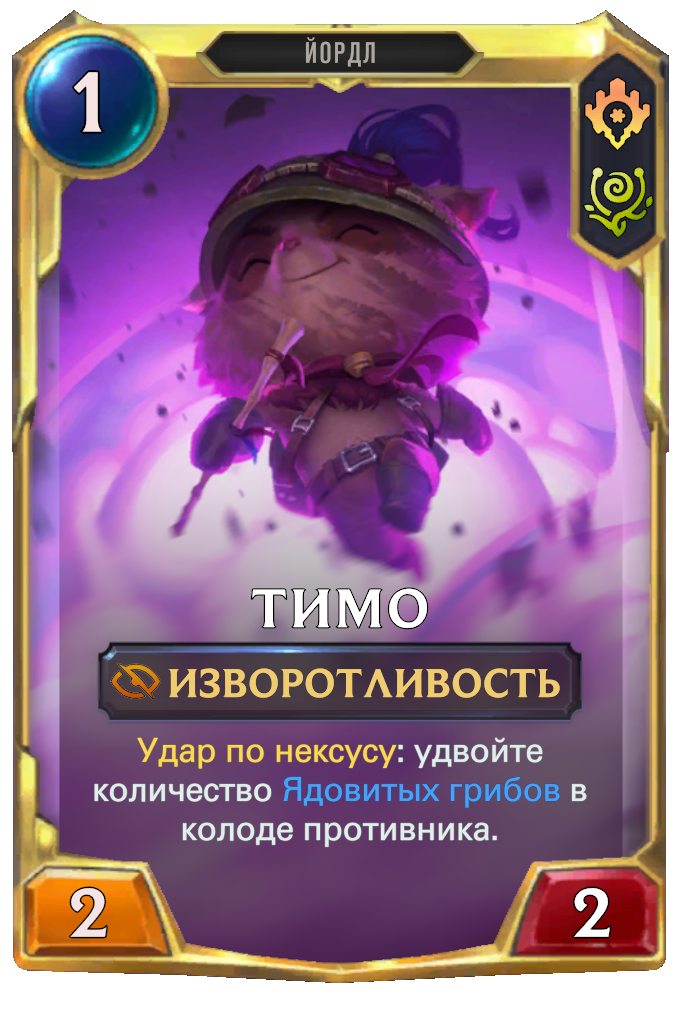 ЙОРДЛ
1
ТИМО
ИЗВОРОТЛИВОСТЬ
Удар по нексусу: удвойте
количество Ядовитых грибов в
колоде противника.
2
2